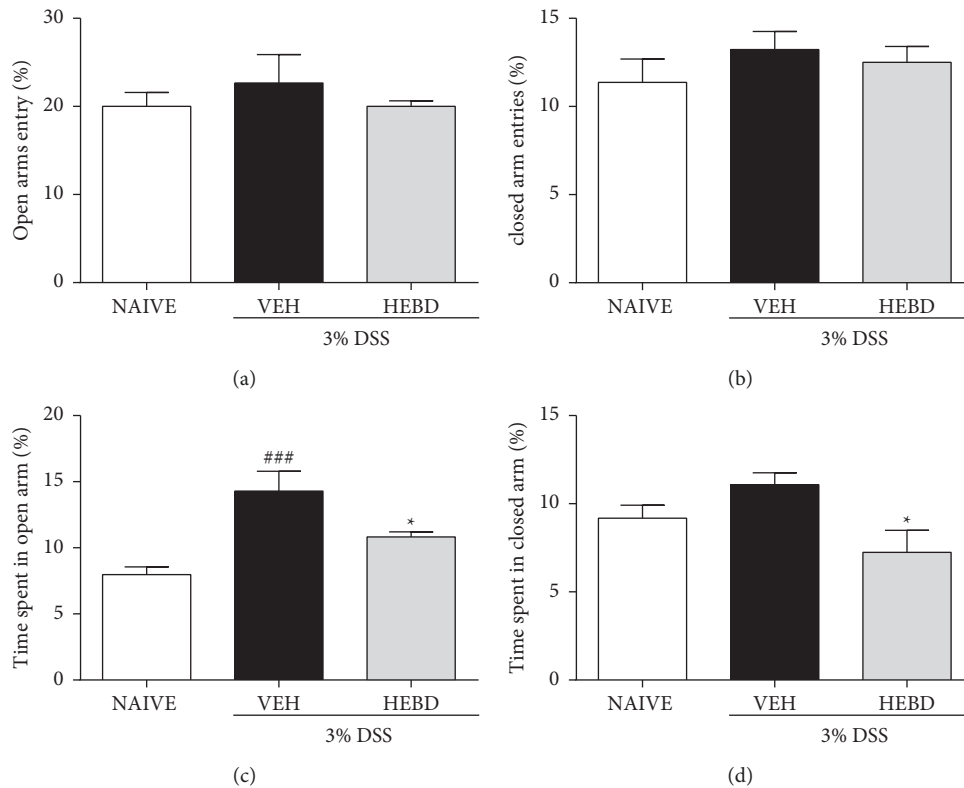 Open arms entry (%)
30
20
10
0
NAIVE VEH HEBD
3% DSS
(a)
closed arm entries (%)
15
10
5
0
NAIVE VEH HEBD
3% DSS
(b)
Time spent in open arm (%)
20
15
10
5
0
###
*
NAIVE VEH HEBD
3% DSS
(c)
Time spent in closed arm (%)
15
10
5
0
*
NAIVE VEH HEBD
3% DSS
(d)